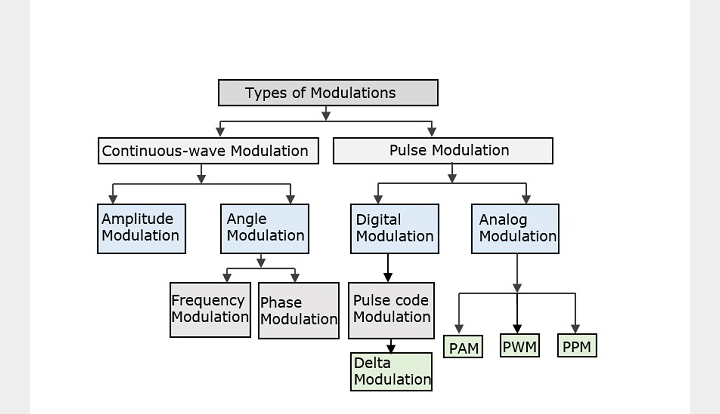 Types of Modulations
Continuous-wave Modulation
Pulse Modulation
Amplitude
Modulation
Angle
Modulation
Digital
Modulation
Analog
Modulation
Frequency
Modulation
Phase
Modulation
Pulse code
Modulation
PAM
PWM
PPM
Delta
Modulation